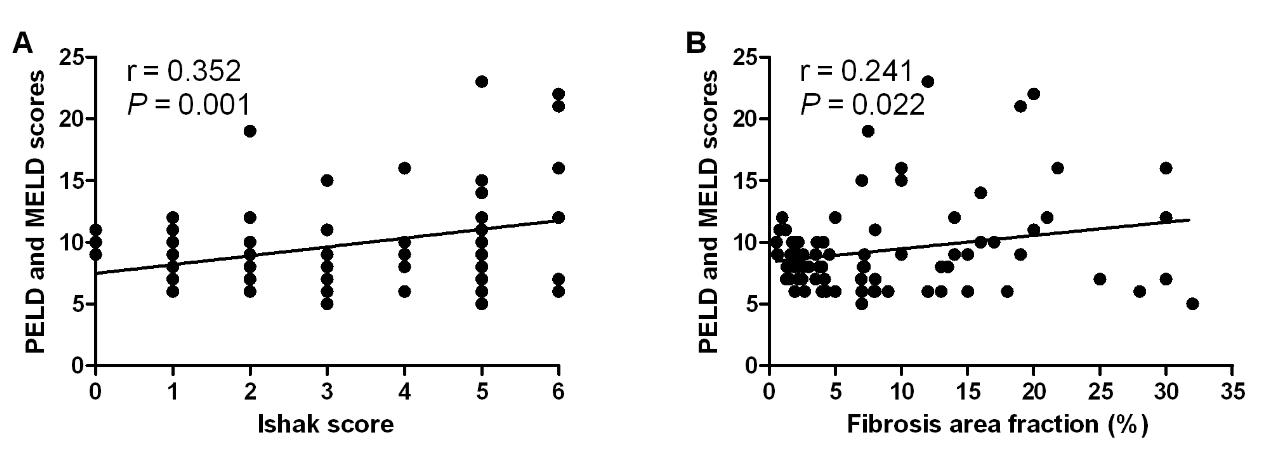 A
r = 0.352
P = 0.001
PELD and MELD scores
25
20
15
10
5
0
0 1 2 3 4 5 6
Ishak score
B
r = 0.241
P = 0.022
PELD and MELD scores
25
20
15
10
5
0
0 5 10 15 20 25 30 35
Fibrosis area fraction (%)